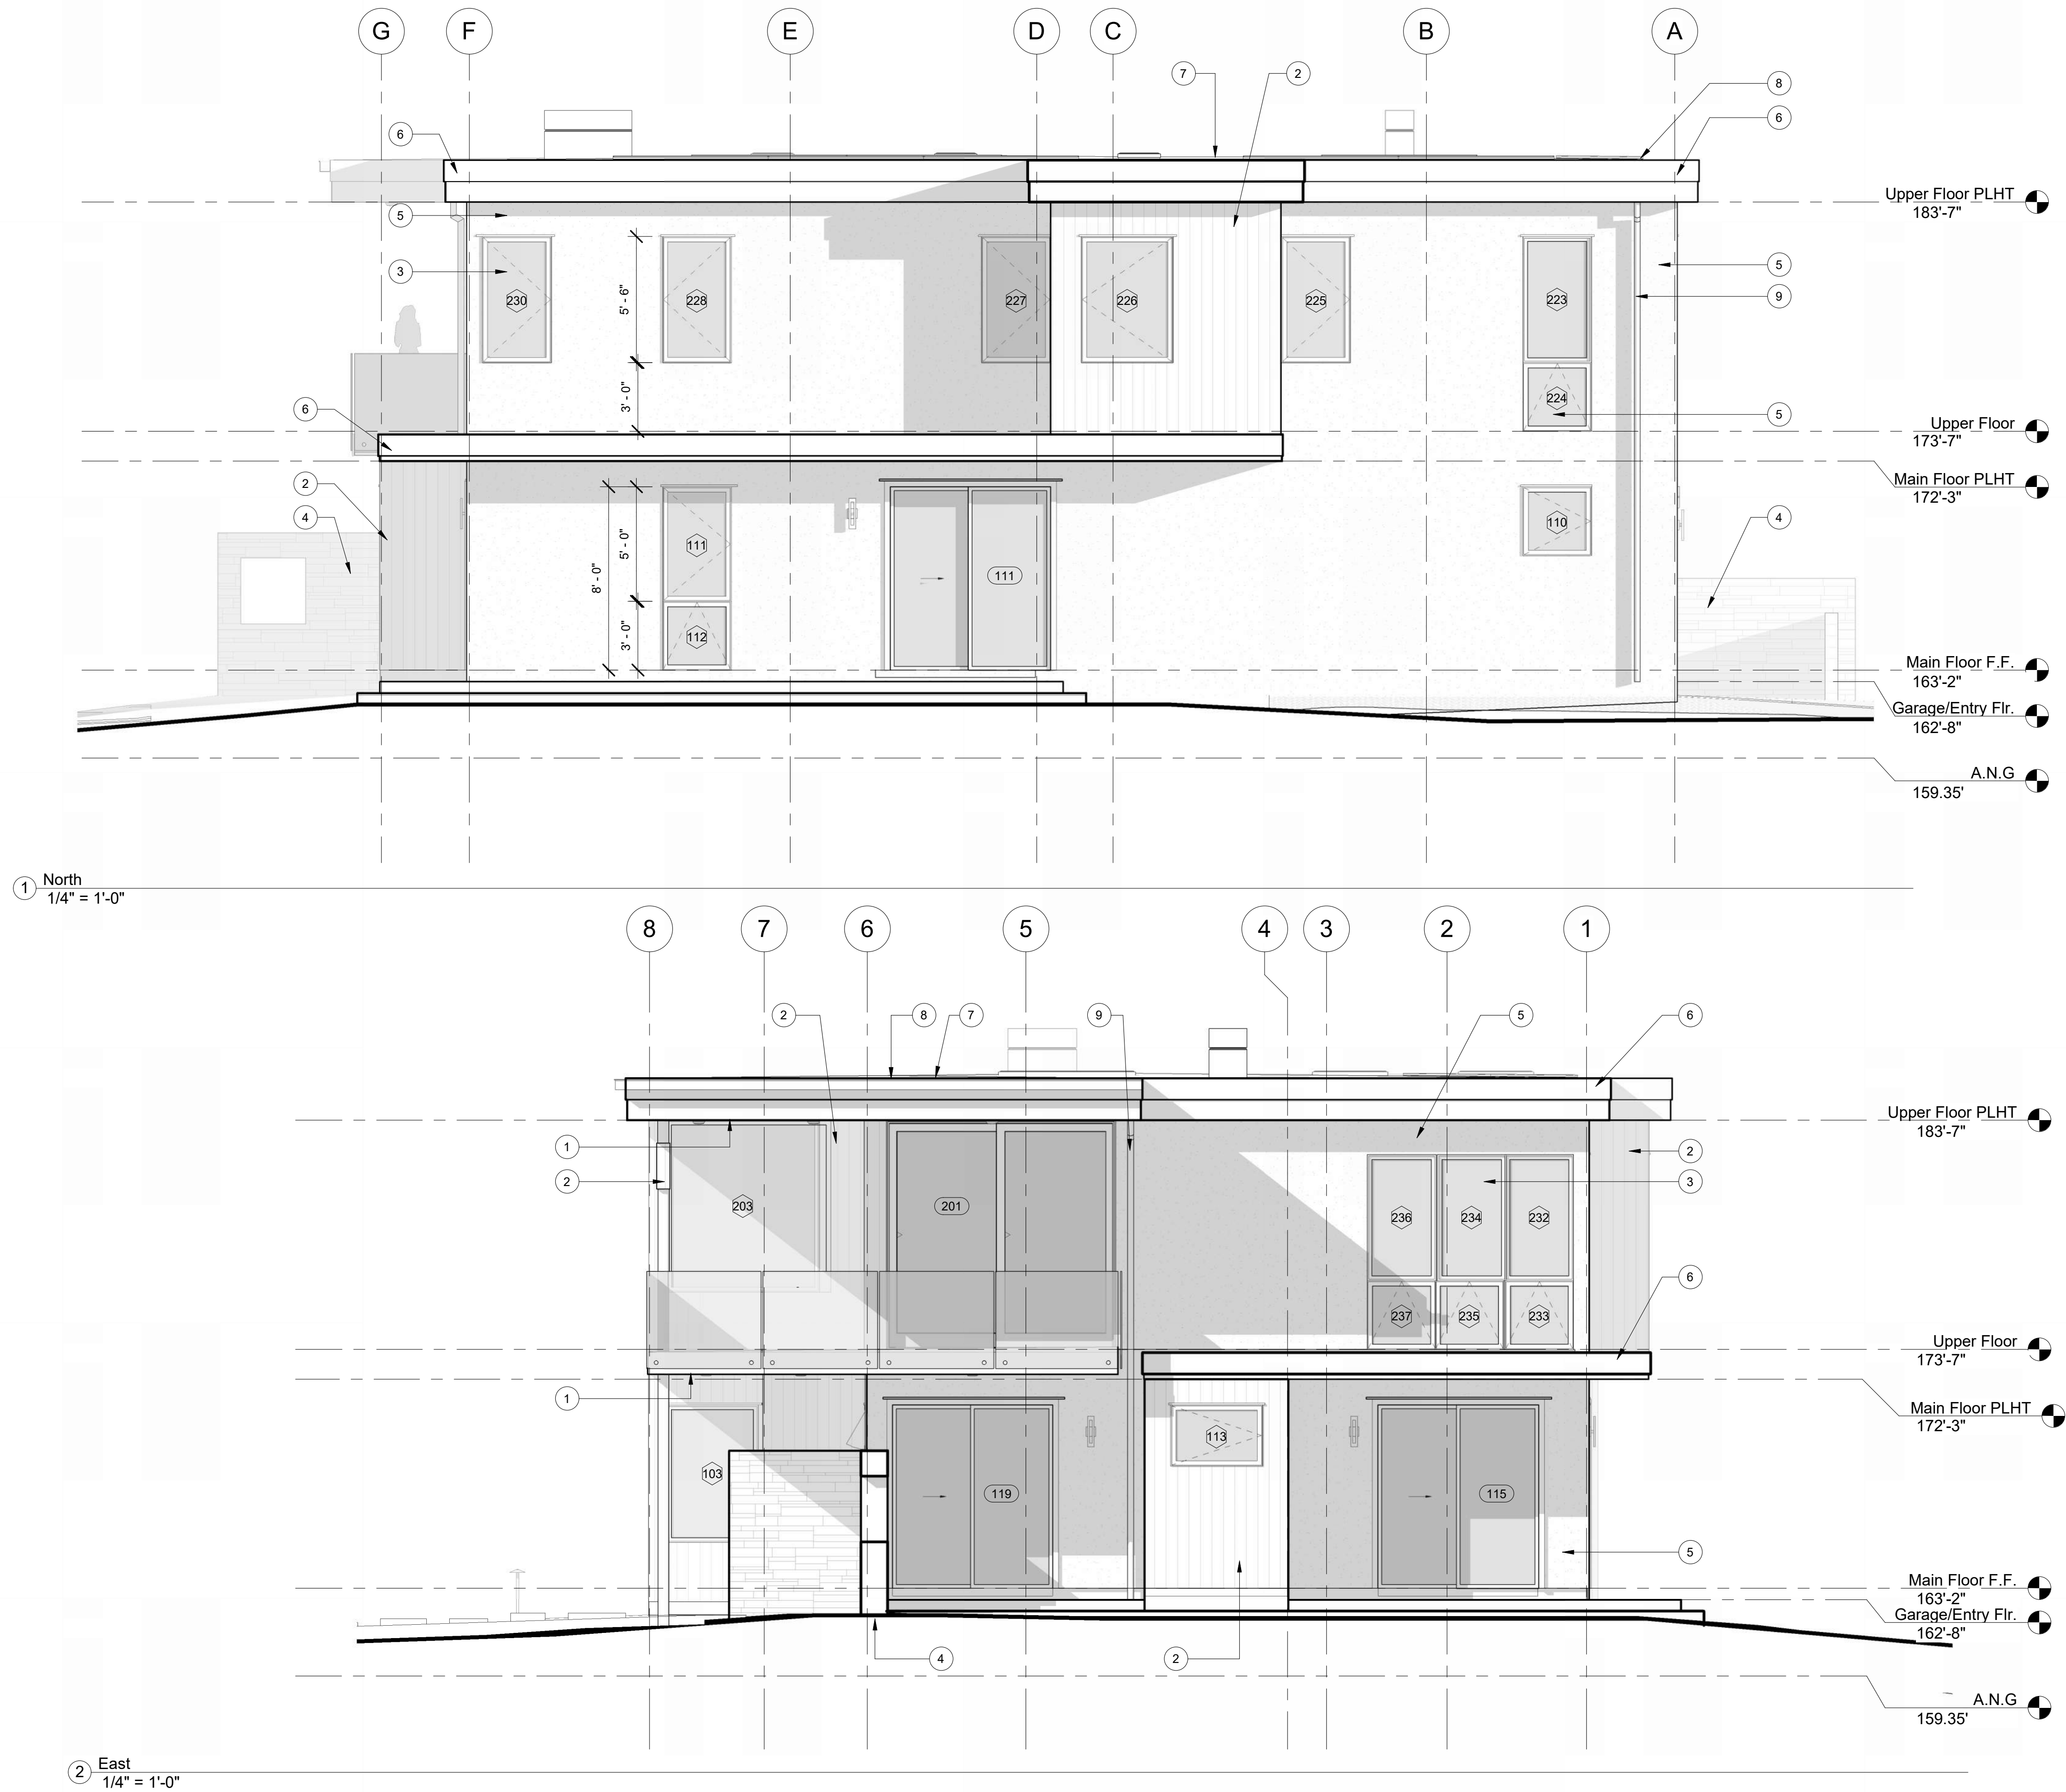 G F E D C B A
7 2
8
6 6
Upper Floor PLHT
183'-7"
5
5
3
9
230 228 227 226 225 223
5' - 6"
224
3' - 0"
6
5
Upper Floor
173'-7"
Main Floor PLHT
172'-3"
2
4
4
110
111
5' - 0"
8' - 0"
111
112
3' - 0"
Main Floor F.F.
163'-2"
Garage/Entry Flr.
162'-8"
A.N.G
159.35'
1 North
1/4" = 1'-0"
8 7 6 5 4 3 2 1
2 8 7 9 5 6
Upper Floor PLHT
183'-7"
1
2
2
3
203 201
236 234 232
6
237 235 233
Upper Floor
173'-7"
1
Main Floor PLHT
172'-3"
113
103
119 115
5
Main Floor F.F.
163'-2"
Garage/Entry Flr.
162'-8"
4 2
A.N.G
159.35'
2 East
1/4" = 1'-0"